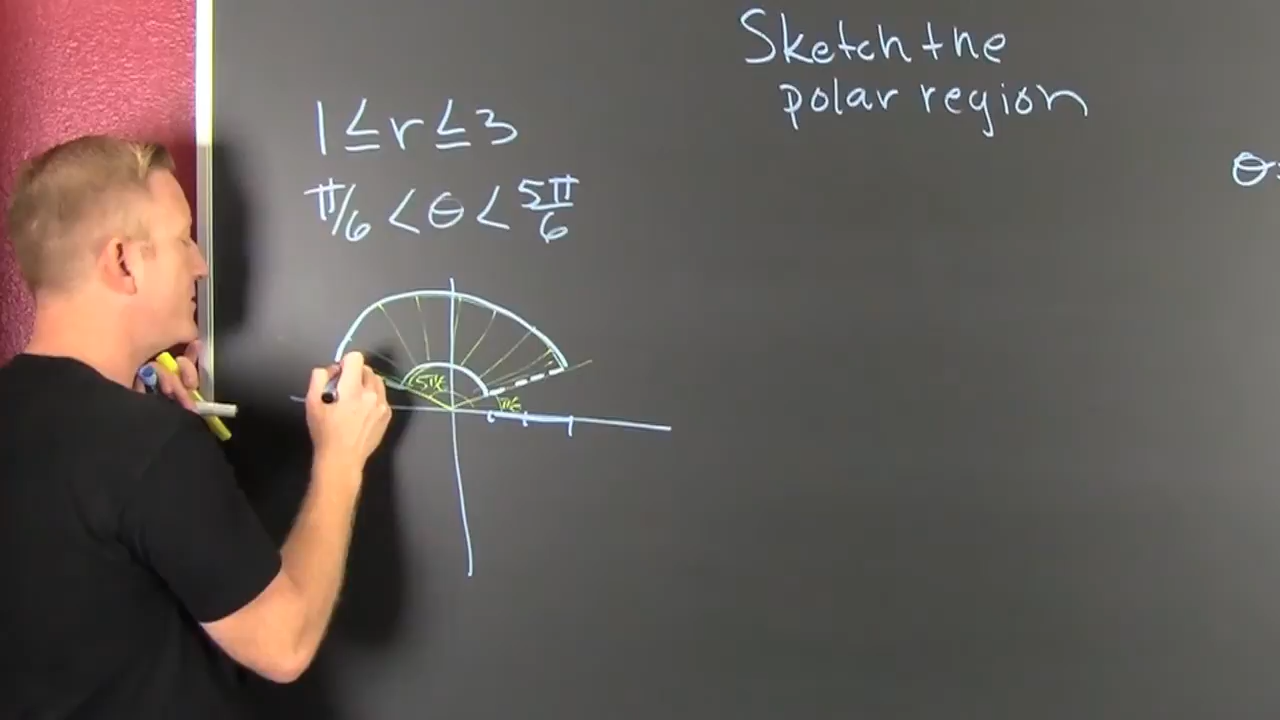 Sketch the
polar region
1 ≤ r ≤ 3
π/6 < θ < 5π/6
θ=
5π/6
π/6